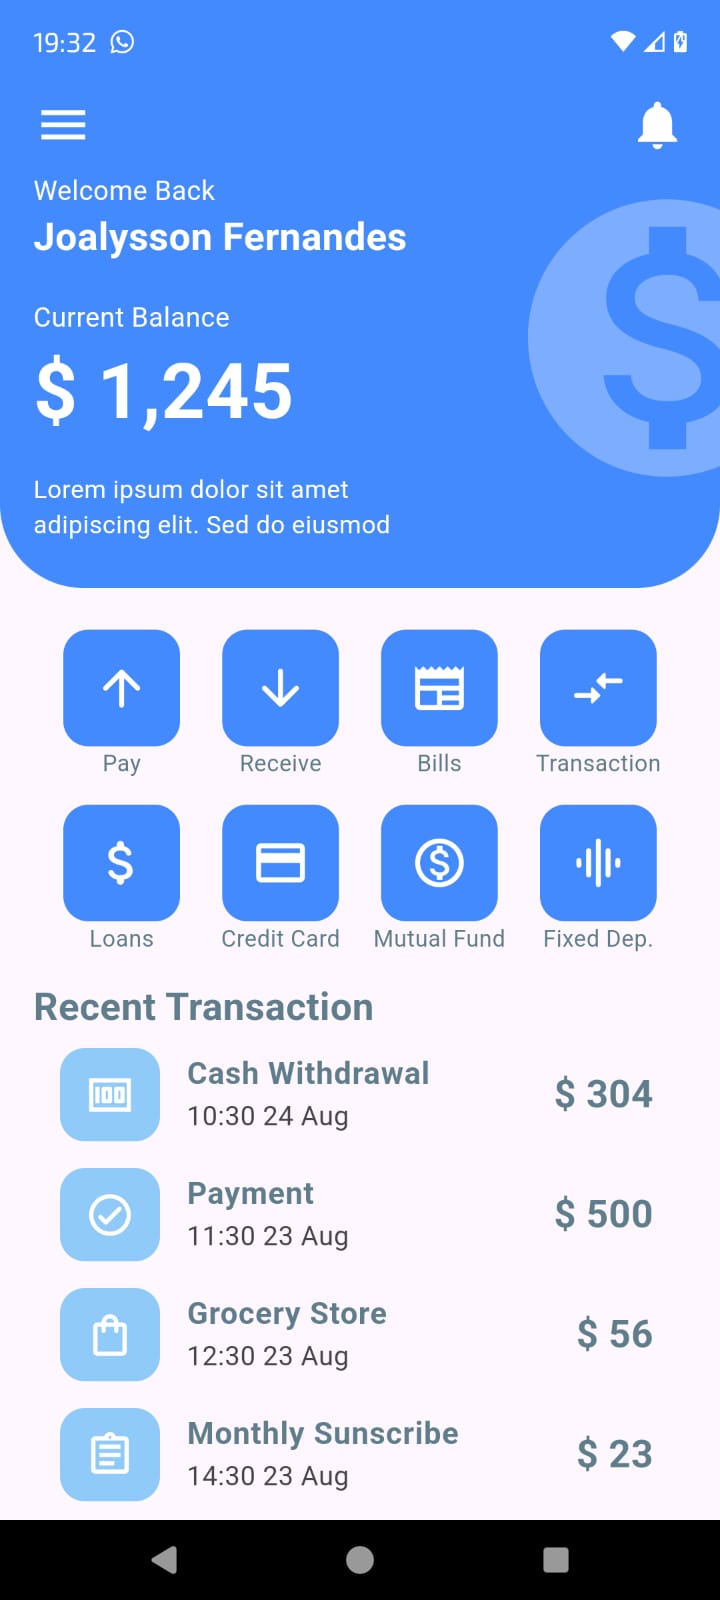 19:32
Welcome Back
Joalysson Fernandes
Current Balance
$ 1,245
Lorem ipsum dolor sit amet
adipiscing elit. Sed do eiusmod
Pay Receive Bills Transaction
Loans Credit Card Mutual Fund Fixed Dep.
Recent Transaction
Cash Withdrawal
10:30 24 Aug
$ 304
Payment
11:30 23 Aug
$ 500
Grocery Store
12:30 23 Aug
$ 56
Monthly Sunscribe
14:30 23 Aug
$ 23